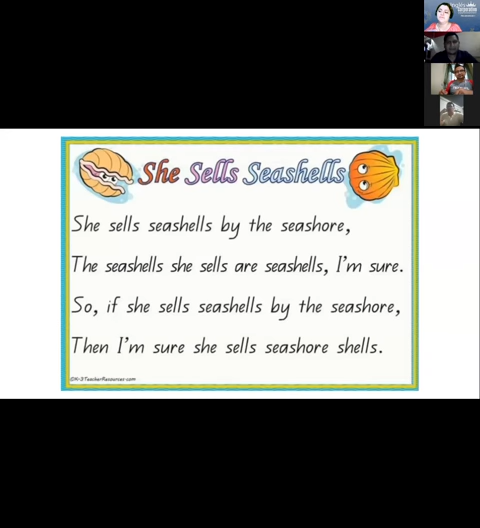 She Sells Seashells
She sells seashells by the seashore,
The seashells she sells are seashells, I'm sure.
So, if she sells seashells by the seashore,
Then I'm sure she sells seashore shells.
©K-3TeacherResources.com